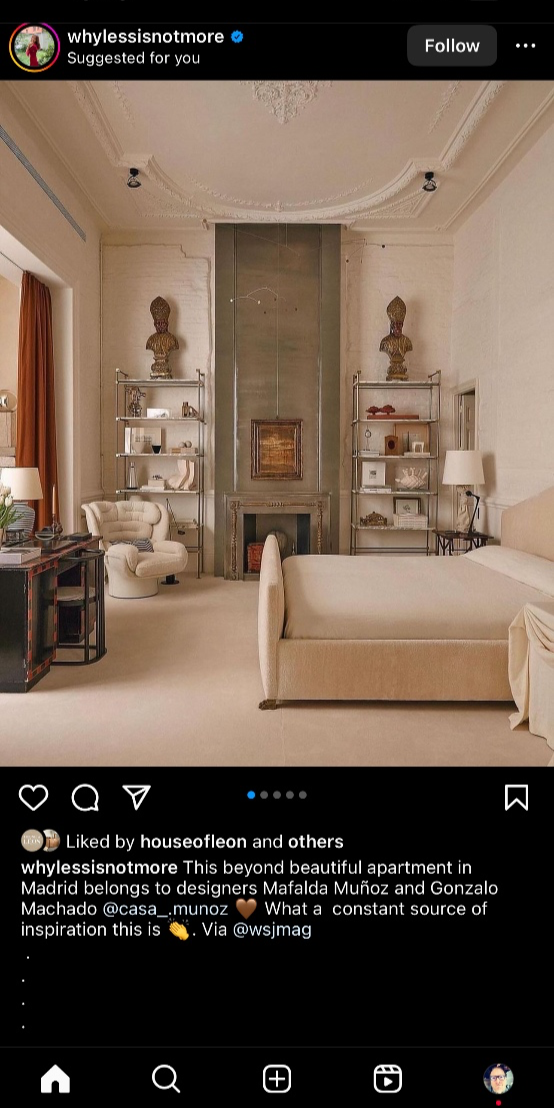 whylessisnotmore
Follow
Suggested for you
Liked by houseofleon and others
whylessisnotmore This beyond beautiful apartment in
Madrid belongs to designers Mafalda Muñoz and Gonzalo
Machado @casa_.munoz 🤎 What a constant source of
inspiration this is 👏. Via @wsjmag
.
.
.
.